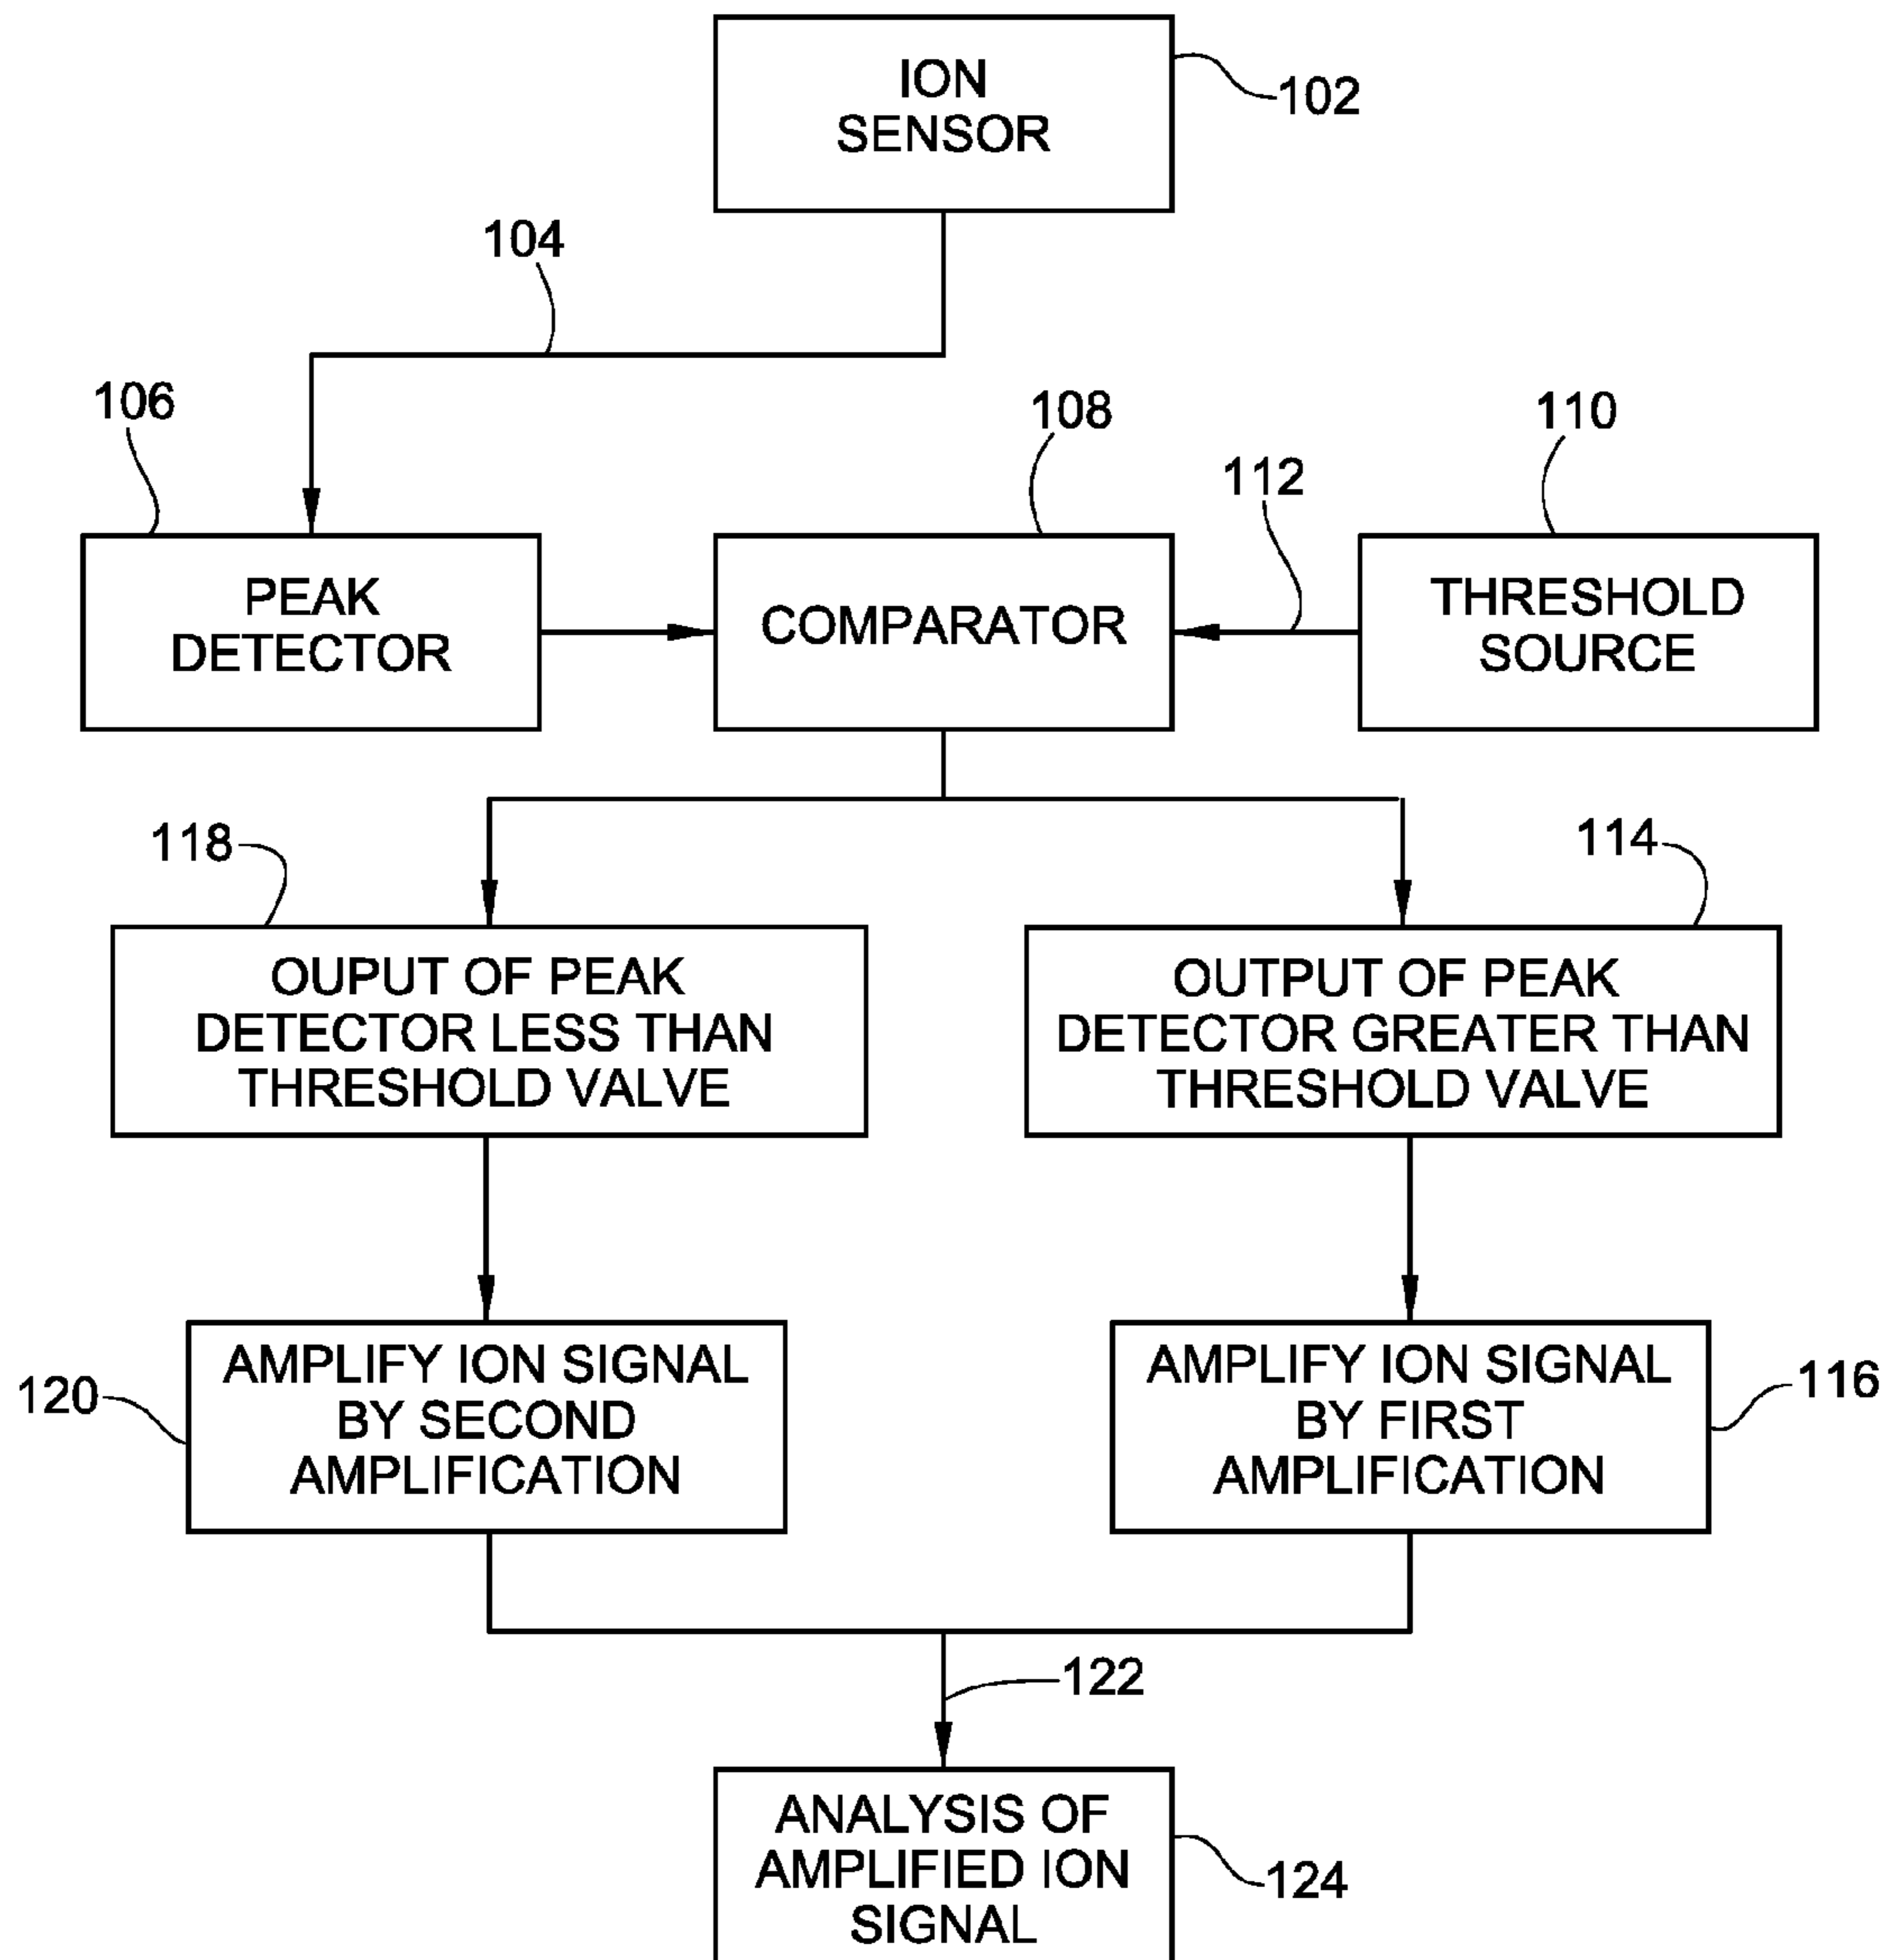 ION
SENSOR
102
104
106
108
110
112
PEAK
DETECTOR
COMPARATOR
THRESHOLD
SOURCE
118
114
OUPUT OF PEAK
DETECTOR LESS THAN
THRESHOLD VALVE
OUTPUT OF PEAK
DETECTOR GREATER THAN
THRESHOLD VALVE
120
AMPLIFY ION SIGNAL
BY SECOND
AMPLIFICATION
AMPLIFY ION SIGNAL
BY FIRST
AMPLIFICATION
116
122
ANALYSIS OF
AMPLIFIED ION
SIGNAL
124